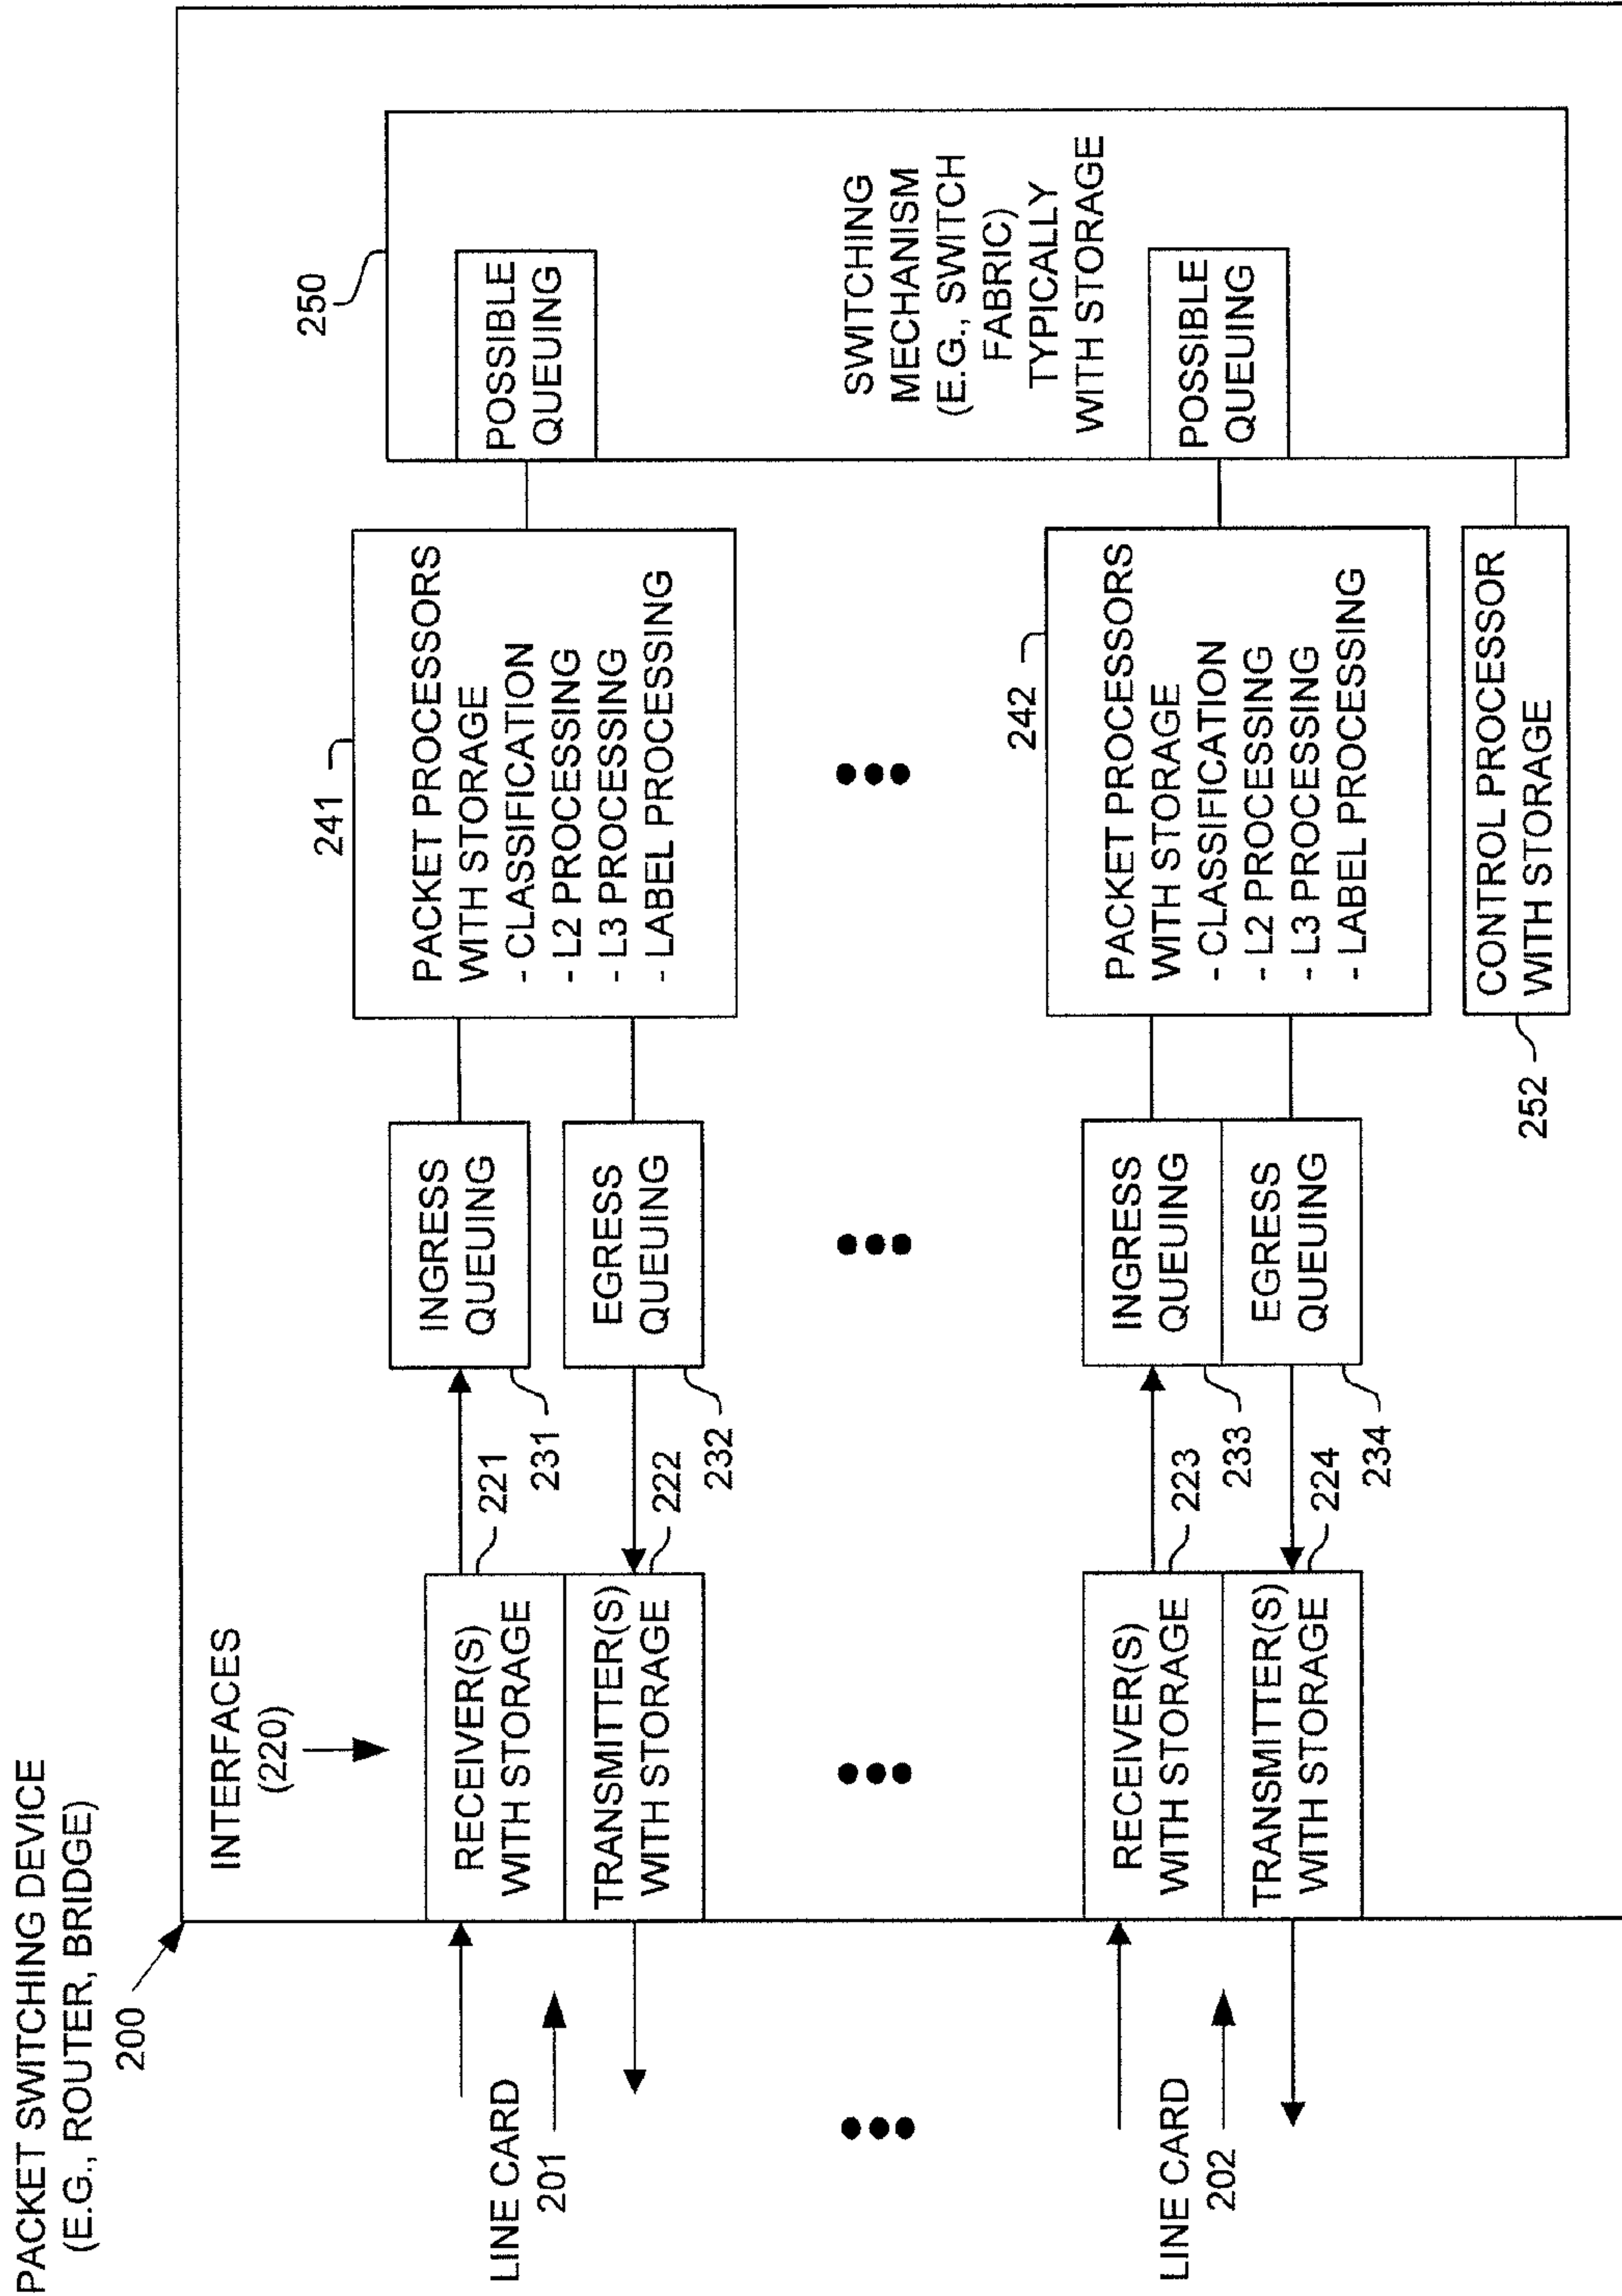 PACKET SWITCHING DEVICE
(E.G., ROUTER, BRIDGE)
200
INTERFACES
(220)
LINE CARD
201
RECEIVER(S)
WITH STORAGE
221
TRANSMITTER(S)
WITH STORAGE
222
INGRESS
QUEUING
231
EGRESS
QUEUING
232
241
PACKET PROCESSORS
WITH STORAGE
- CLASSIFICATION
- L2 PROCESSING
- L3 PROCESSING
- LABEL PROCESSING
250
POSSIBLE
QUEUING
SWITCHING
MECHANISM
(E.G., SWITCH
FABRIC)
TYPICALLY
WITH STORAGE
POSSIBLE
QUEUING
LINE CARD
202
RECEIVER(S)
WITH STORAGE
223
TRANSMITTER(S)
WITH STORAGE
224
INGRESS
QUEUING
233
EGRESS
QUEUING
234
242
PACKET PROCESSORS
WITH STORAGE
- CLASSIFICATION
- L2 PROCESSING
- L3 PROCESSING
- LABEL PROCESSING
CONTROL PROCESSOR
WITH STORAGE
252